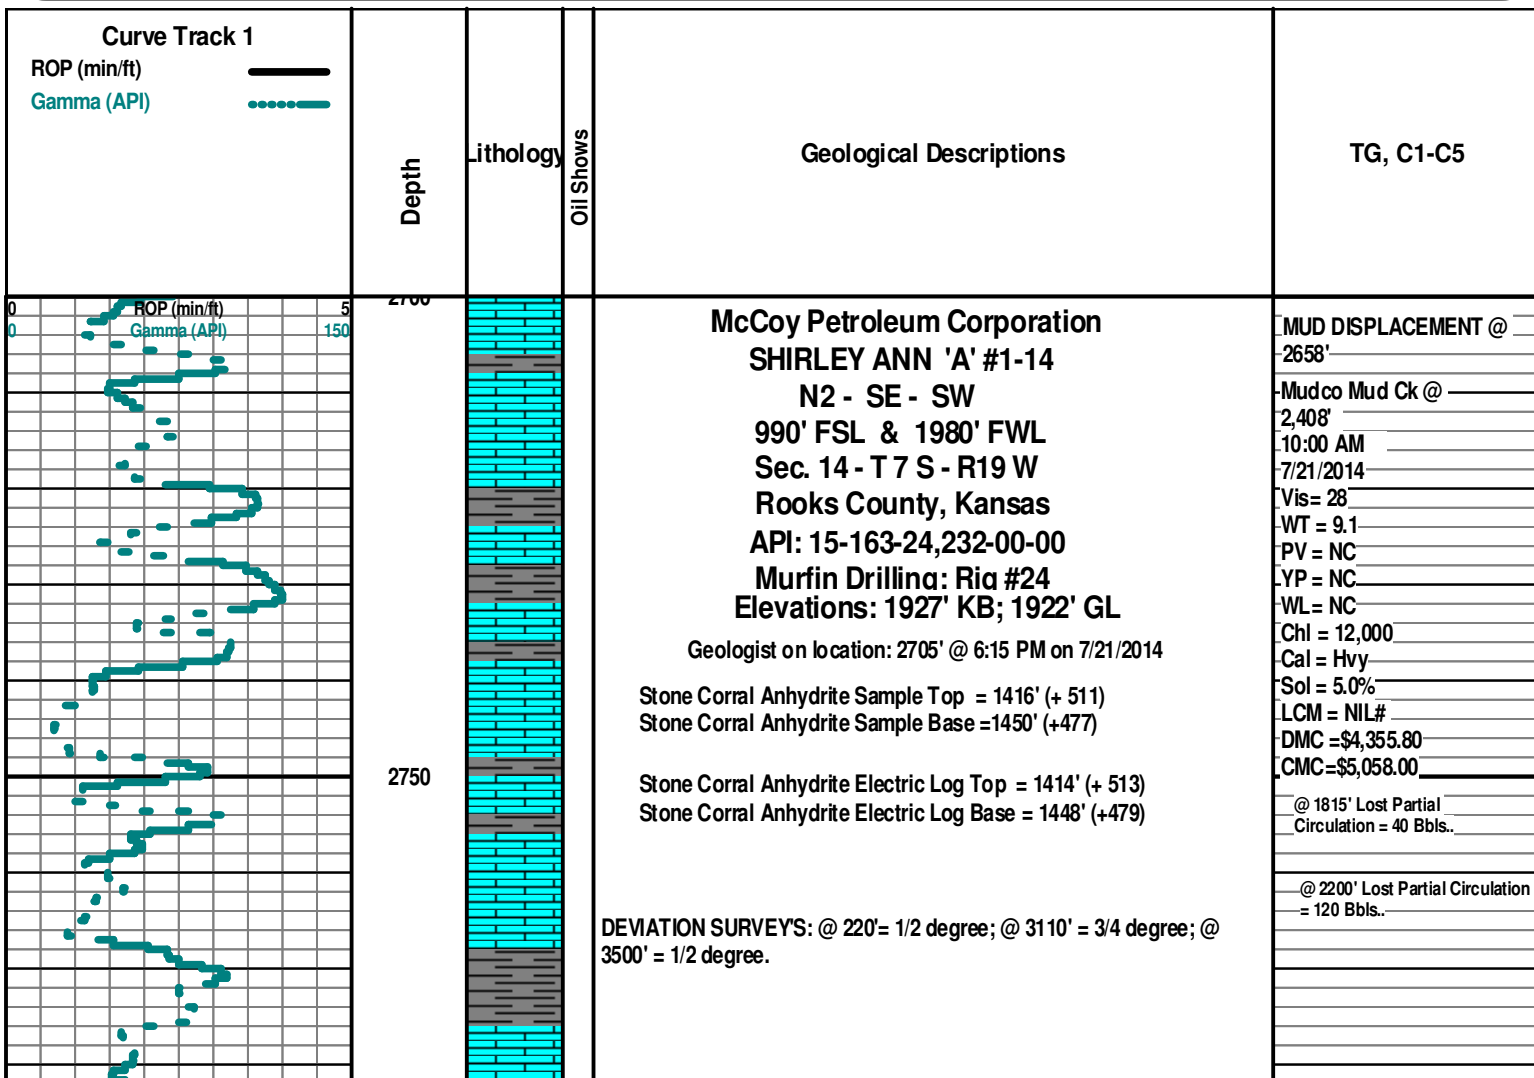 Curve Track 1
ROP (min/ft)
Gamma (API)
Depth
Lithology
Oil Shows
Geological Descriptions
TG, C1-C5
0 ROP (min/ft) 5
0 Gamma (API) 150
2700
2750
McCoy Petroleum Corporation
SHIRLEY ANN 'A' #1-14
N2 - SE - SW
990' FSL & 1980' FWL
Sec. 14 - T 7 S - R19 W
Rooks County, Kansas
API: 15-163-24,232-00-00
Murfin Drilling: Rig #24
Elevations: 1927' KB; 1922' GL
Geologist on location: 2705' @ 6:15 PM on 7/21/2014
Stone Corral Anhydrite Sample Top = 1416' (+ 511)
Stone Corral Anhydrite Sample Base =1450' (+477)
Stone Corral Anhydrite Electric Log Top = 1414' (+ 513)
Stone Corral Anhydrite Electric Log Base = 1448' (+479)
DEVIATION SURVEY'S: @ 220'= 1/2 degree; @ 3110' = 3/4 degree; @
3500' = 1/2 degree.
MUD DISPLACEMENT @
2658'
Mudco Mud Ck @
2,408'
10:00 AM
7/21/2014
Vis= 28
WT = 9.1
PV = NC
YP = NC
WL= NC
Chl = 12,000
Cal = Hvy
Sol = 5.0%
LCM = NIL#
DMC =$4,355.80
CMC=$5,058.00
@ 1815' Lost Partial
Circulation = 40 Bbls..
@ 2200' Lost Partial Circulation
= 120 Bbls..